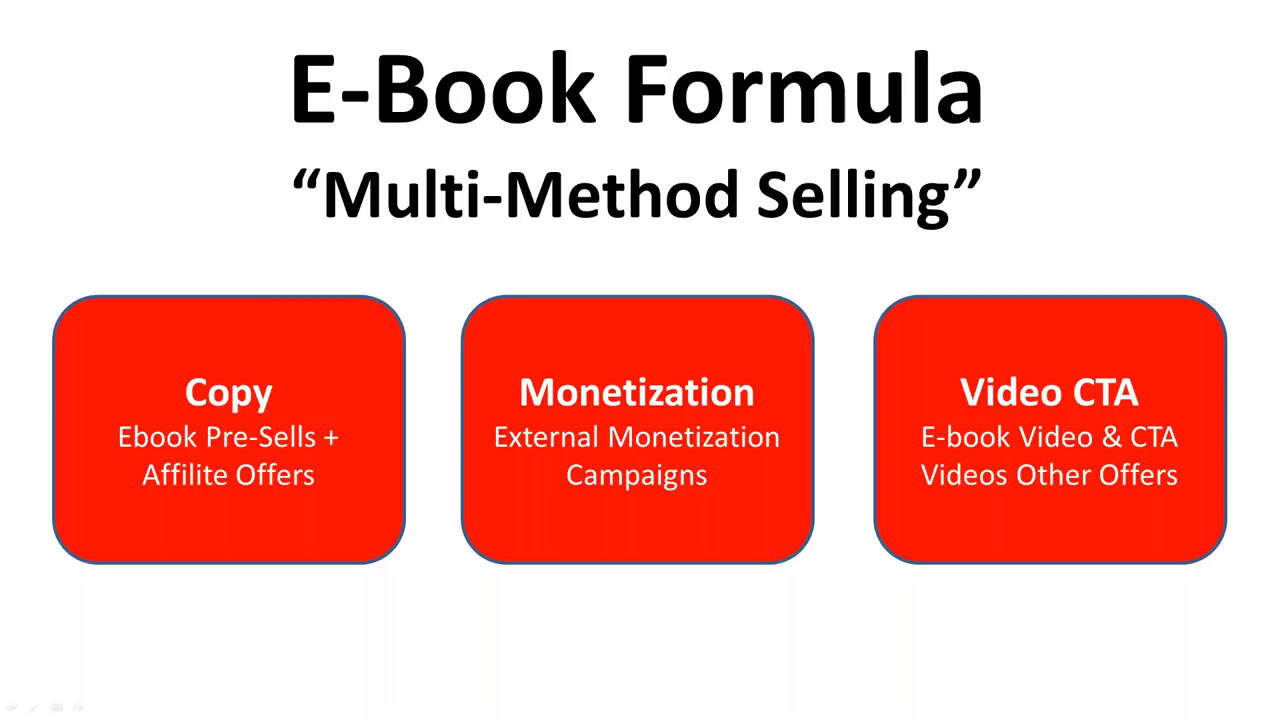 E-Book Formula
“Multi-Method Selling”
Copy
Ebook Pre-Sells +
Affilite Offers
Monetization
External Monetization
Campaigns
Video CTA
E-book Video & CTA
Videos Other Offers